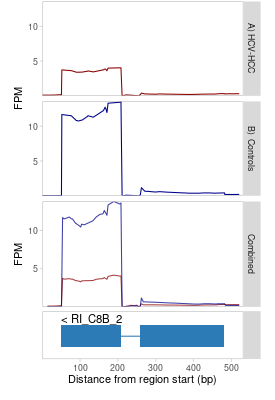 10
5
A) HCV-HCC
FPM
10
5
B) Controls
10
5
FPM
Combined
< RI_C8B_2
100 200 300 400 500
Distance from region start (bp)